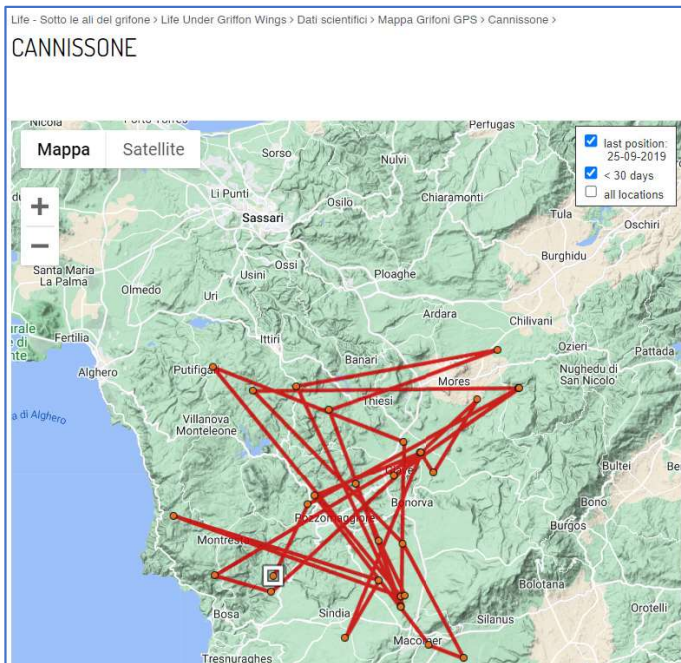 Life - Sotto le ali del grifone > Life Under Griffon Wings > Dati scientifici > Mappa Grifoni GPS > Cannissone >
CANNISSONE
Perfugas
Mappa
Satellite
last position:
25-09-2019
< 30 days
all locations
+
−
Sorso
Nulvi
Li Punti
Osilo
Chiaramonti
Sassari
Tula
Oschiri
Santa Maria
La Palma
Olmedo
Usini
Ossi
Ploaghe
Burghidu
Uri
Ardara
Chilivani
Fertilia
Ittiri
Alghero
Putifigari
Banari
Mores
Ozieri
Pattada
Nughedu di
San Nicolo
Thiesi
Villanova
Monteleone
a di Alghero
Bultei
Bonorva
Bono
Pozzomaggiore
Montresta
Burgos
Bolotana
Bosa
Sindia
Silanus
Orotelli
Macomer
Tresnuraghes